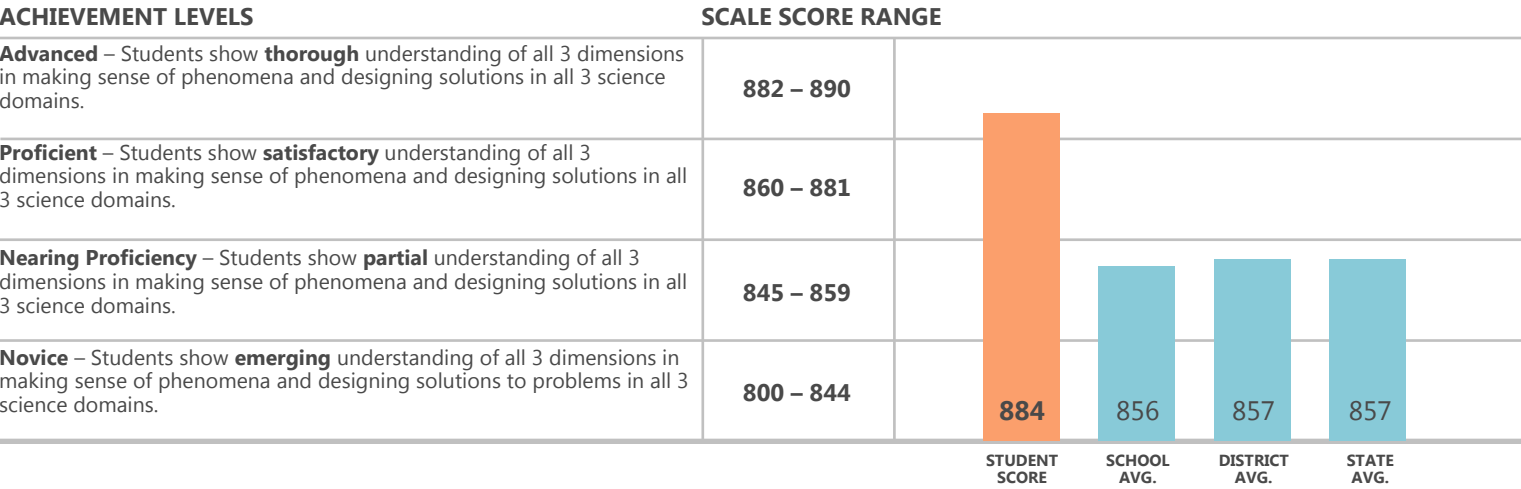 ACHIEVEMENT LEVELS
SCALE SCORE RANGE
Advanced – Students show thorough understanding of all 3 dimensions
in making sense of phenomena and designing solutions in all 3 science
domains.
882 – 890
Proficient – Students show satisfactory understanding of all 3
dimensions in making sense of phenomena and designing solutions in all
3 science domains.
860 – 881
Nearing Proficiency – Students show partial understanding of all 3
dimensions in making sense of phenomena and designing solutions in all
3 science domains.
845 – 859
Novice – Students show emerging understanding of all 3 dimensions in
making sense of phenomena and designing solutions to problems in all 3
science domains.
800 – 844
884
856
857
857
STUDENT
SCORE
SCHOOL
AVG.
DISTRICT
AVG.
STATE
AVG.